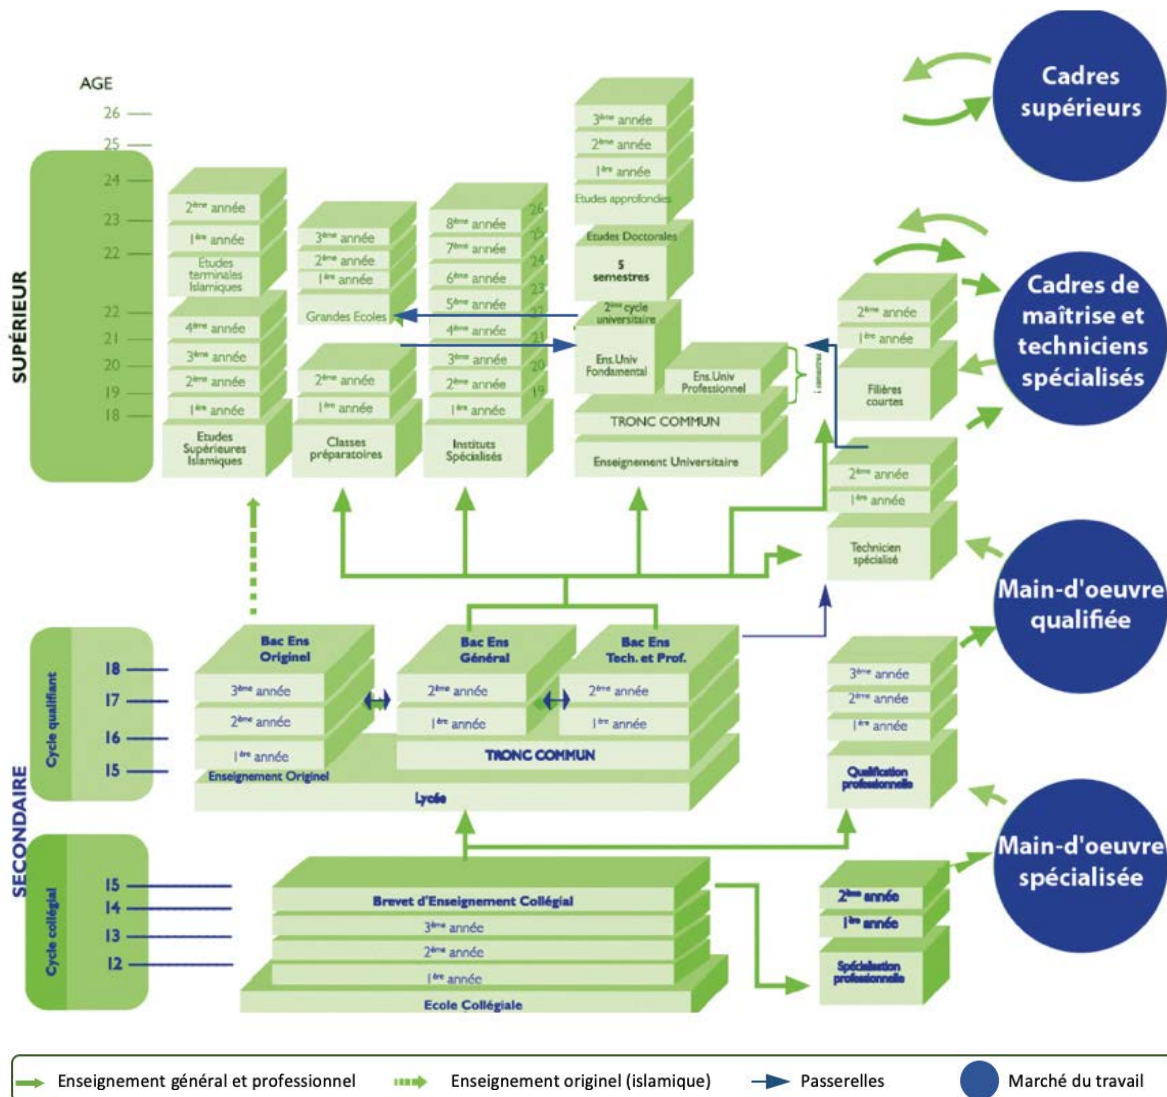 AGE
26
25
24
23
22
22
21
20
19
18
SUPÉRIEUR
2ème année
1ère année
Etudes
terminales
Islamiques
4ème année
3ème année
2ème année
1ère année
Etudes
Supérieures
Islamiques
3ème année
2ème année
1ère année
Grandes Ecoles
2ème année
1ère année
Classes
préparatoires
8ème année
7ème année
6ème année
5ème année
4ème année
3ème année
2ème année
1ère année
Instituts
Spécialisés
26
25
24
23
22
21
20
19
3ème année
2ème année
1ère année
Etudes approfondies
Etudes Doctorales
5
semestres
2ème cycle
universitaire
Ens.Univ
Fondamental
Ens.Univ
Professionnel
TRONC COMMUN
Enseignement Universitaire
2ème année
1ère année
Filières
courtes
2ème année
1ère année
Technicien
spécialisé
Cadres
supérieurs
Cadres de
maîtrise et
techniciens
spécialisés
Main-d'oeuvre
qualifiée
Main-d'oeuvre
spécialisée
SECONDAIRE
Cycle qualifiant
18
17
16
15
Bac Ens
Originel
3ème année
2ème année
1ère année
Enseignement Originel
Bac Ens
Général
2ème année
1ère année
Bac Ens
Tech. et Prof.
2ème année
1ère année
TRONC COMMUN
Lycée
3ème année
2ème année
1ère année
Qualification
professionnelle
Cycle collégial
15
14
13
12
Brevet d'Enseignement Collégial
3ème année
2ème année
1ère année
Ecole Collégiale
2ème année
1ère année
Spécialisation
professionnelle
Enseignement général et professionnel
Enseignement originel (islamique)
Passerelles
Marché du travail